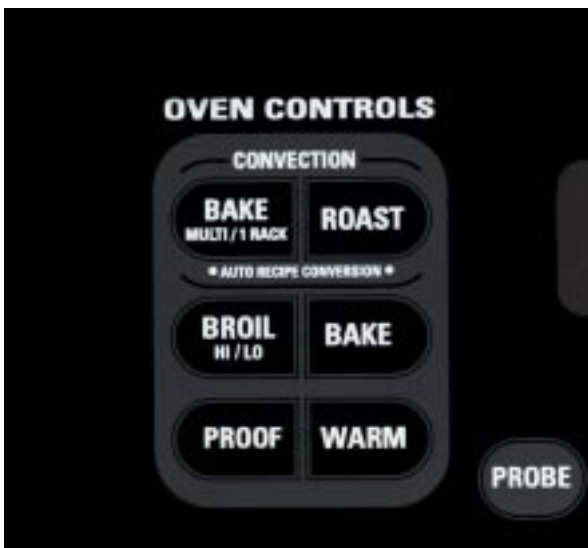 OVEN CONTROLS
CONVECTION
BAKE
MULTI / 1 RACK
ROAST
• AUTO RECIPE CONVERSION •
BROIL
HI / LO
BAKE
PROOF
WARM
PROBE